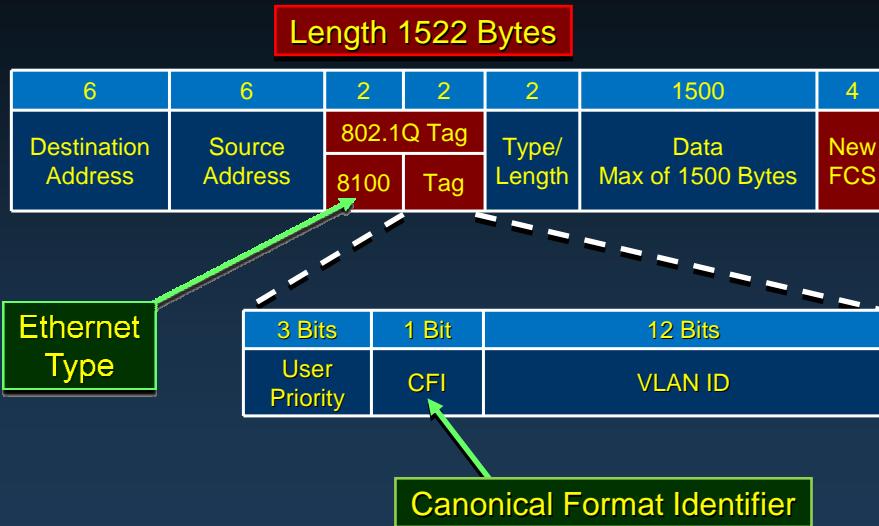 Length 1522 Bytes
6 6 2 2 2 1500 4
Destination Address
Source Address
802.1Q Tag
8100 Tag
Type/ Length
Data
Max of 1500 Bytes
New FCS
Ethernet Type
3 Bits 1 Bit 12 Bits
User Priority
CFI
VLAN ID
Canonical Format Identifier